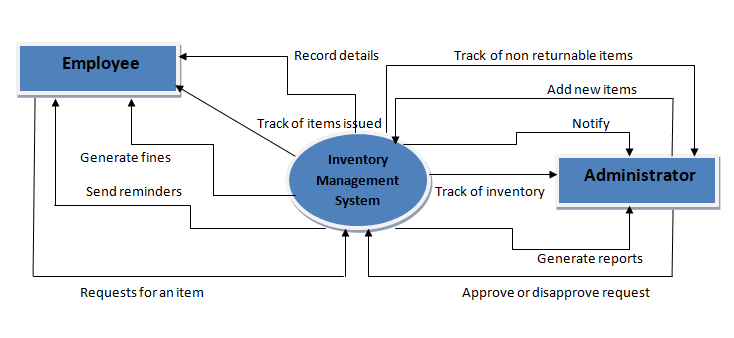 Record details
Track of non returnable items
Employee
Add new items
Track of items issued
Notify
Generate fines
Inventory
Management
System
Administrator
Send reminders
Track of inventory
Generate reports
Requests for an item
Approve or disapprove request